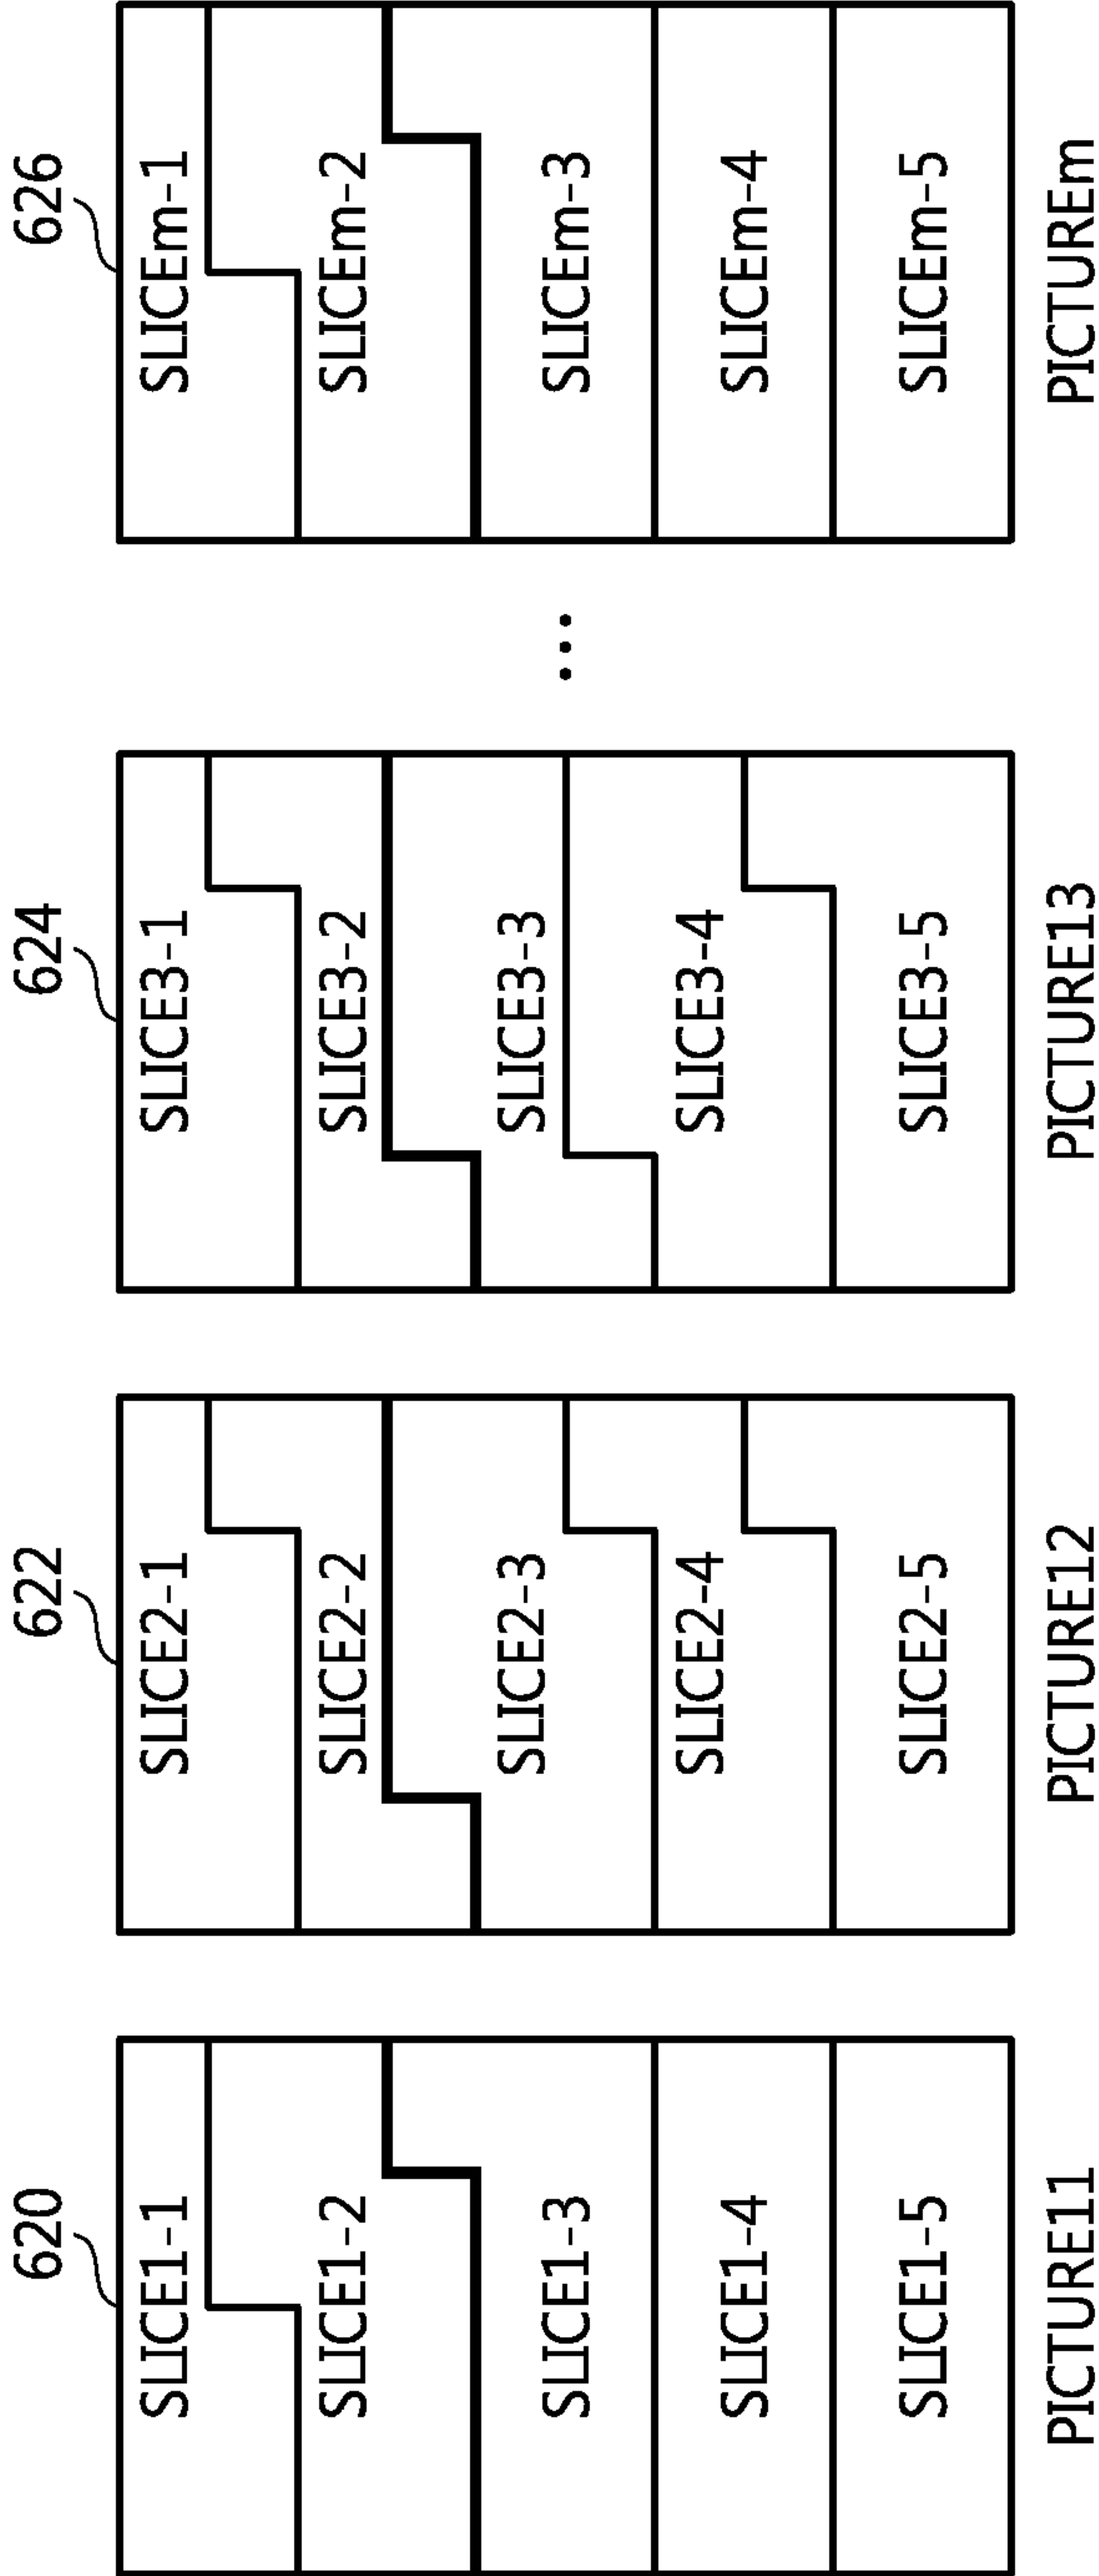 620
SLICE1-1
SLICE1-2
SLICE1-3
SLICE1-4
SLICE1-5
PICTURE11
622
SLICE2-1
SLICE2-2
SLICE2-3
SLICE2-4
SLICE2-5
PICTURE12
624
SLICE3-1
SLICE3-2
SLICE3-3
SLICE3-4
SLICE3-5
PICTURE13
...
626
SLICEm-1
SLICEm-2
SLICEm-3
SLICEm-4
SLICEm-5
PICTUREm